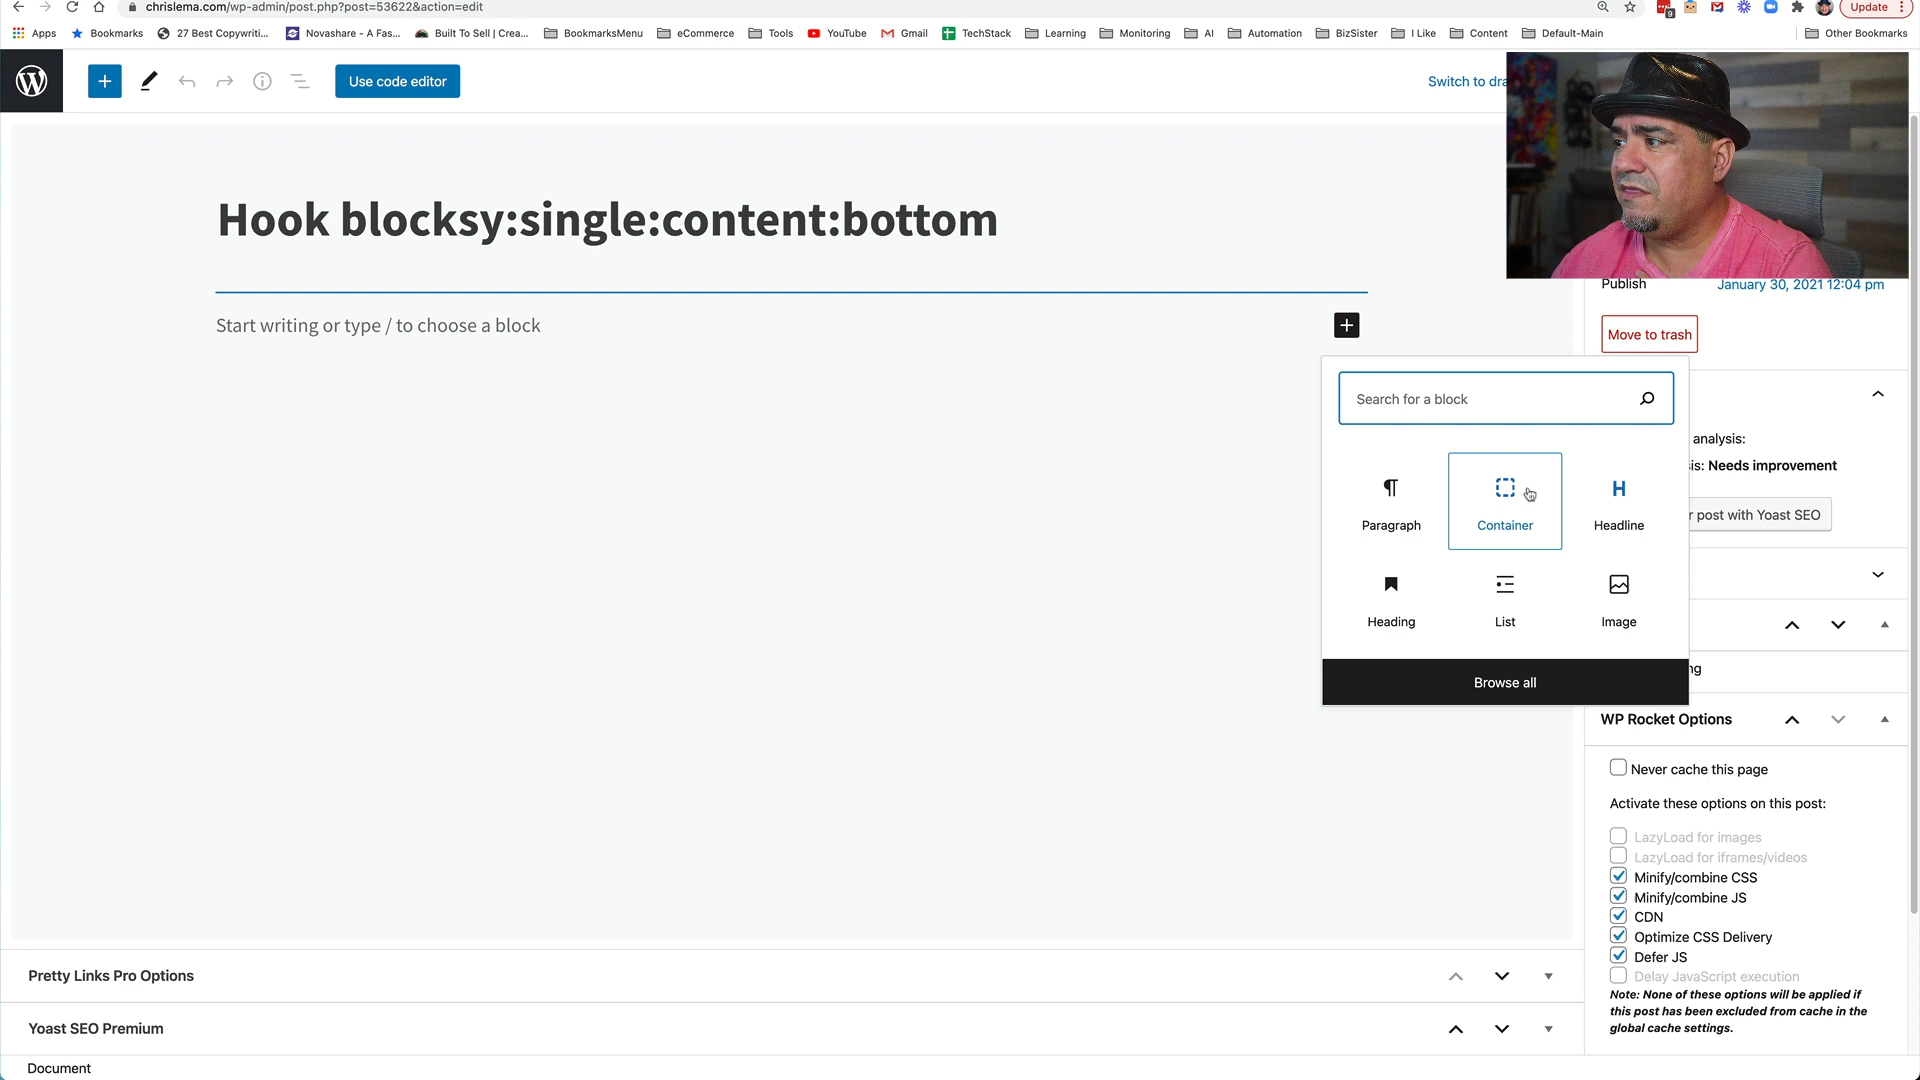 chrislema.com/wp-admin/post.php?post=53622&action=edit
9
Update
Apps
Bookmarks
27 Best Copywriti...
Novashare - A Fas...
Built To Sell | Crea...
BookmarksMenu
eCommerce
Tools
YouTube
Gmail
TechStack
Learning
Monitoring
AI
Automation
BizSister
I Like
Content
Default-Main
Other Bookmarks
Use code editor
Switch to dra
Hook blocksy:single:content:bottom
Publish
January 30, 2021 12:04 pm
Start writing or type / to choose a block
Move to trash
Search for a block
analysis:
is: Needs improvement
Paragraph
Container
Headline
r post with Yoast SEO
Heading
List
Image
ng
Browse all
WP Rocket Options
Never cache this page
Activate these options on this post:
LazyLoad for images
LazyLoad for iframes/videos
Minify/combine CSS
Minify/combine JS
CDN
Optimize CSS Delivery
Defer JS
Delay JavaScript execution
Note: None of these options will be applied if
this post has been excluded from cache in the
global cache settings.
Pretty Links Pro Options
Yoast SEO Premium
Document